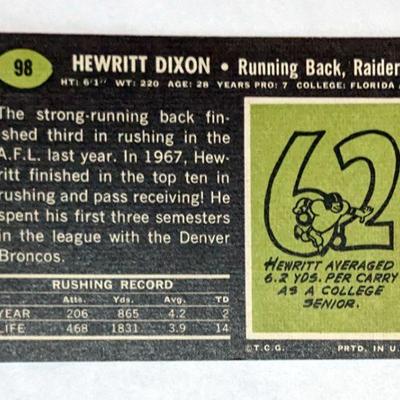 98
HEWRITT DIXON • Running Back, Raider
HT: 6'1" WT: 220 AGE: 28 YEARS PRO: 7 COLLEGE: FLORIDA
The strong-running back fin-
ished third in rushing in the
A.F.L. last year. In 1967, Hew-
ritt finished in the top ten in
rushing and pass receiving! He
spent his first three semesters
in the league with the Denver
Broncos.
RUSHING RECORD
Atts. Yds. Avg. TD
YEAR 206 865 4.2 2
LIFE 468 1831 3.9 14
6.2
HEWRITT AVERAGED
6.2 YDS. PER CARRY
AS A COLLEGE
SENIOR.
©T.C.G. PRTD. IN U.